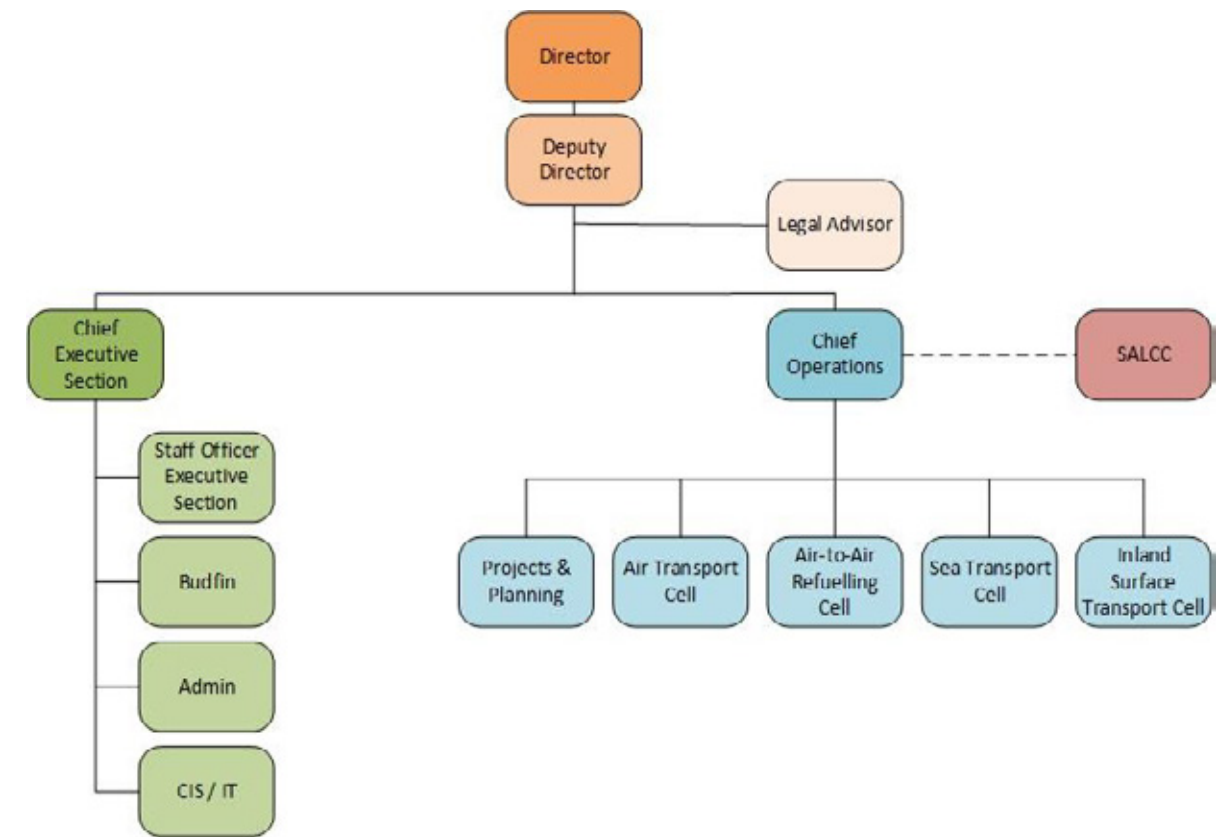 Director
Deputy
Director
Legal Advisor
Chief
Executive
Section
Chief
Operations
SALCC
Staff Officer
Executive
Section
Budfin
Admin
CIS / IT
Projects &
Planning
Air Transport
Cell
Air-to-Air
Refuelling
Cell
Sea Transport
Cell
Inland
Surface
Transport Cell